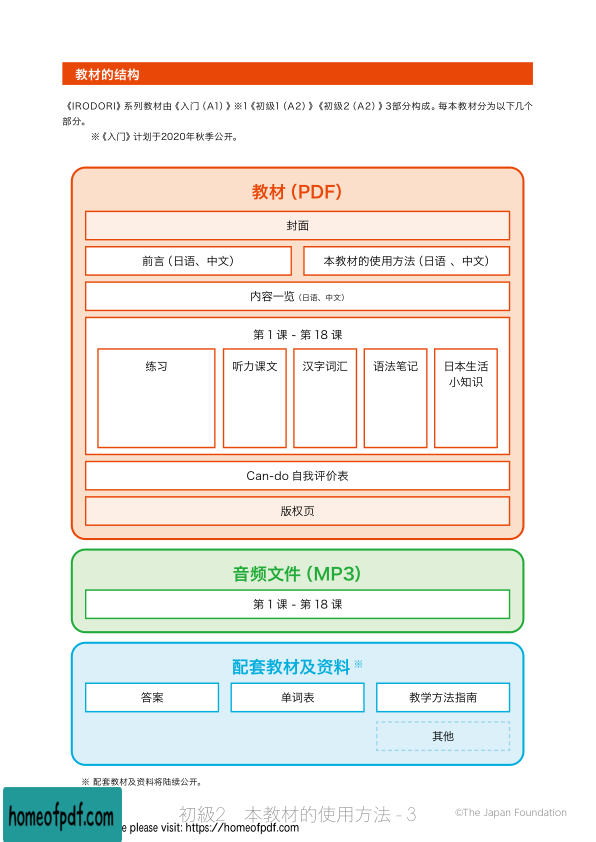 教材的结构
《IRODORI》系列教材由《入门（A1）》※1《初级1（A2）》《初级2（A2）》3部分构成。每本教材分为以下几个
部分。
※《入门》计划于2020年秋季公开。
教材（PDF）
封面
前言（日语、中文）
本教材的使用方法（日语 、中文）
内容一览（日语、中文）
第 1 课 - 第 18 课
练习
听力课文
汉字词汇
语法笔记
日本生活
小知识
Can-do 自我评价表
版权页
音频文件（MP3）
第 1 课 - 第 18 课
配套教材及资料※
答案
单词表
教学方法指南
其他
※ 配套教材及资料将陆续公开。
初級2 本教材的使用方法 - 3
©The Japan Foundation
homeofpdf.com
e please visit: https://homeofpdf.com